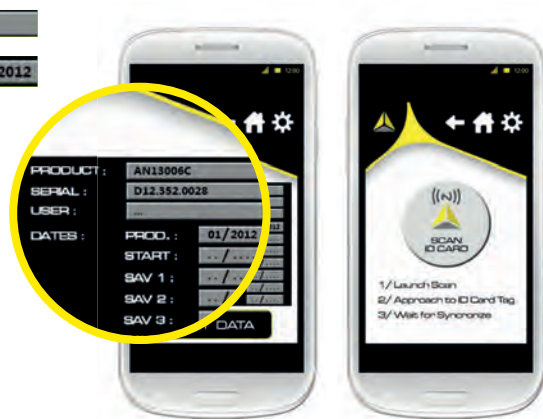 2012
12:00
PRODUCT : AN13006C
SERIAL : D12.352.0028
USER : ...
DATES : PROD. : 01/2012
START : ../....
SAV 1 : ../..../...
SAV 2 : ../..../...
SAV 3 :
DATA
12:00
((N))
SCAN
ID CARD
1/ Launch Scan
2/ Approach to ID Card Tag
3/ Wait for Syncronize